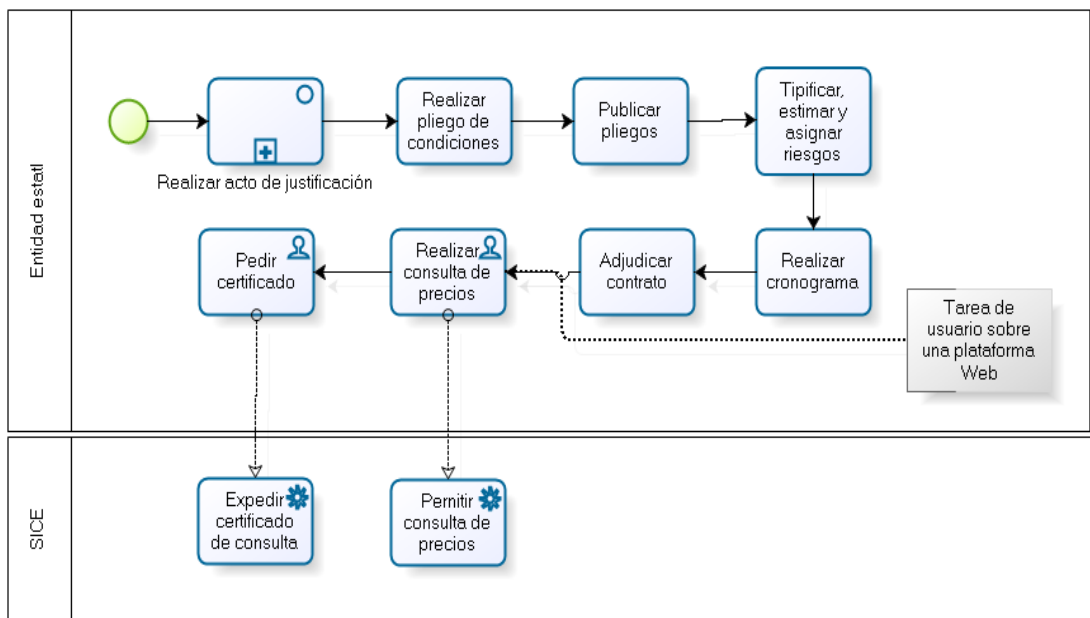 Entidad estatl
Realizar acto de justificación
Realizar
pliego de
condiciones
Publicar
pliegos
Tipificar,
estimar y
asignar
riesgos
Pedir
certificado
Realizar
consulta de
precios
Adjudicar
contrato
Realizar
cronograma
Tarea de
usuario sobre
una plataforma
Web
SICE
Expedir
certificado
de consulta
Pernitir
consulta de
precios